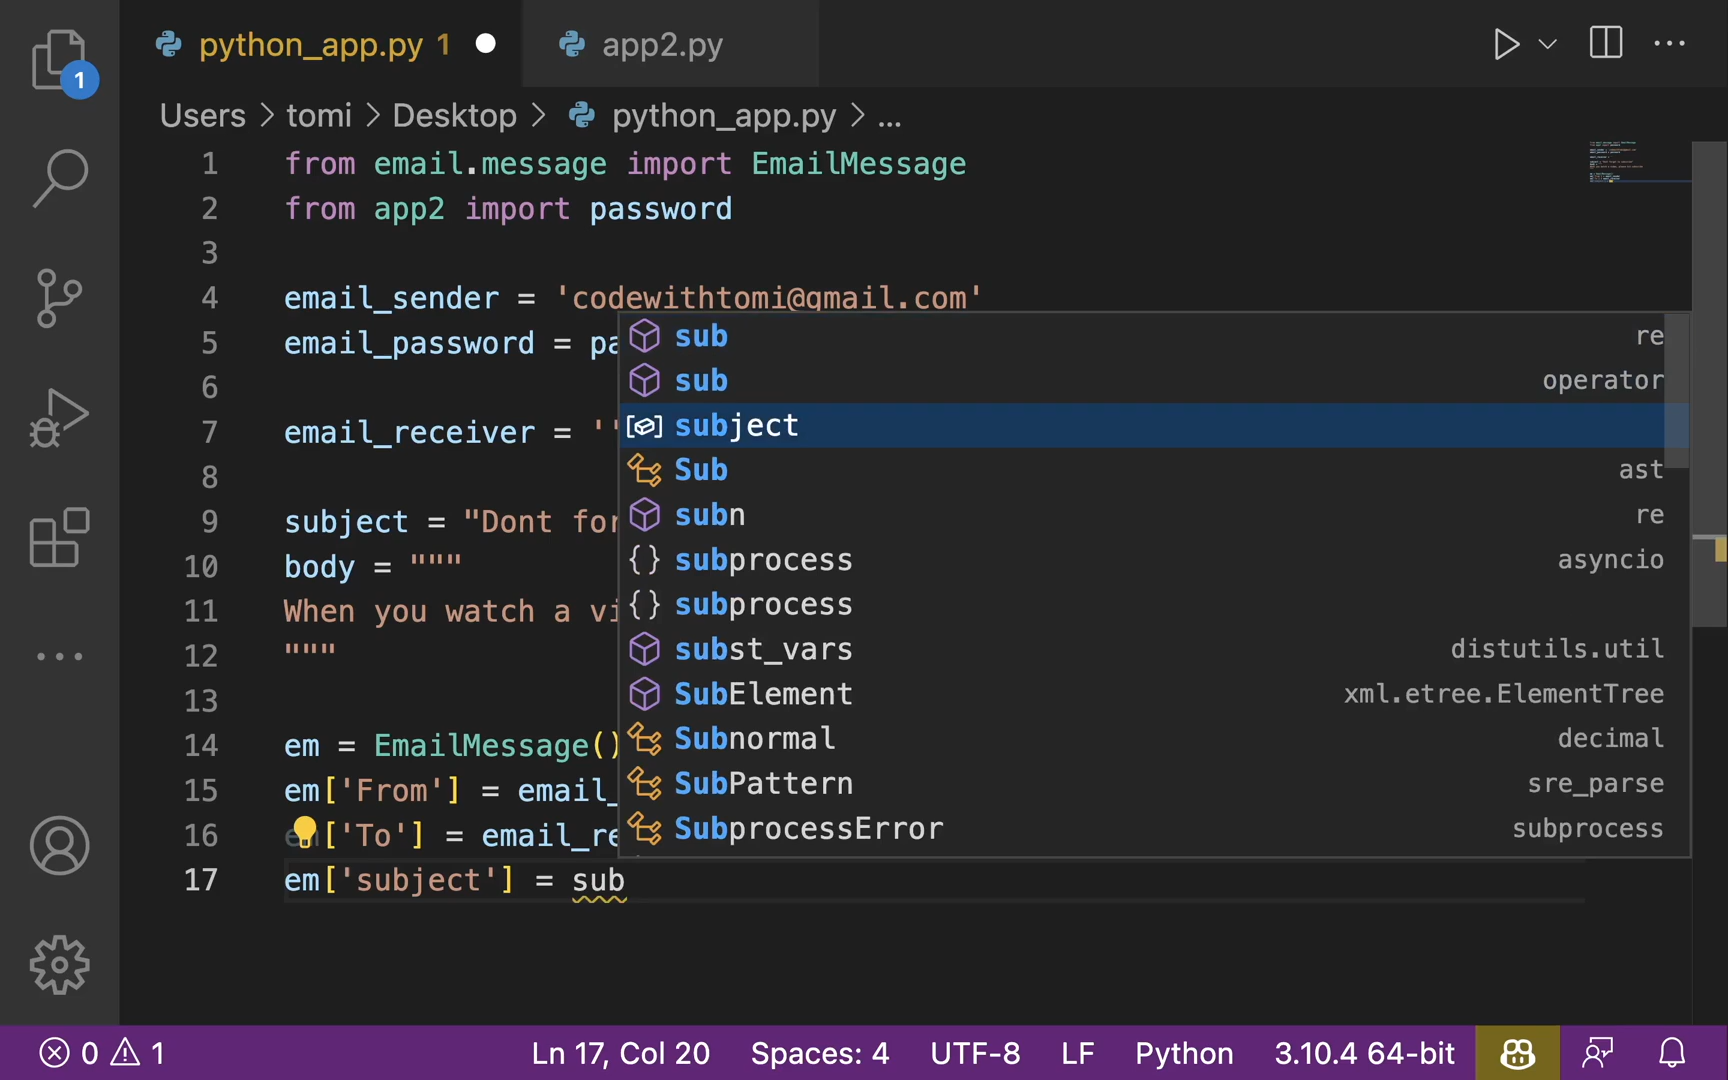 python_app.py 1
app2.py
1
Users > tomi > Desktop > python_app.py > ...
1 from email.message import EmailMessage
2 from app2 import password
3
4 email_sender = 'codewithtomi@gmail.com'
5 email_password = pa
6
7 email_receiver = ''
8
9 subject = "Dont for
10 body = """
11 When you watch a vi
12 """
13
14 em = EmailMessage()
15 em['From'] = email_
16 em['To'] = email_re
17 em['subject'] = sub
sub re
sub operator
subject
Sub ast
subn re
subprocess asyncio
subprocess
subst_vars distutils.util
SubElement xml.etree.ElementTree
Subnormal decimal
SubPattern sre_parse
SubprocessError subprocess
0 1 Ln 17, Col 20 Spaces: 4 UTF-8 LF Python 3.10.4 64-bit